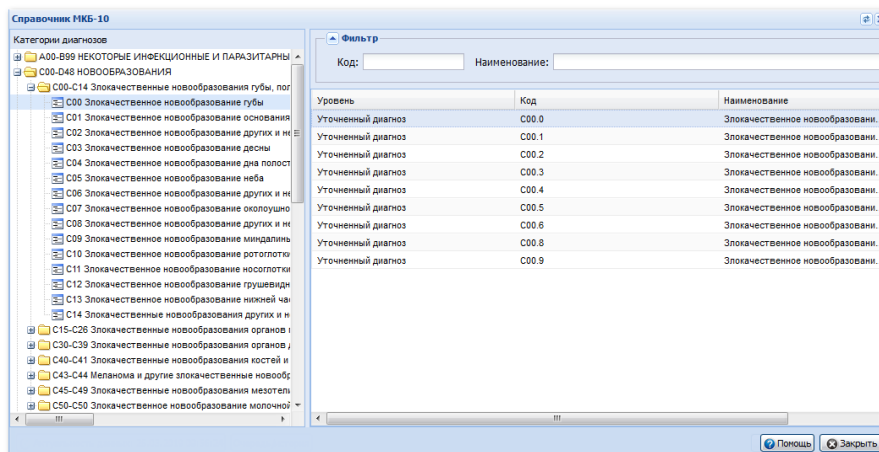 Справочник МКБ-10
Категории диагнозов
A00-B99 НЕКОТОРЫЕ ИНФЕКЦИОННЫЕ И ПАРАЗИТАРНЫ
C00-D48 НОВООБРАЗОВАНИЯ
C00-C14 Злокачественные новообразования губы, пол
C00 Злокачественное новообразование губы
C01 Злокачественное новообразование основания
C02 Злокачественное новообразование других и не
C03 Злокачественное новообразование десны
C04 Злокачественное новообразование дна полост
C05 Злокачественное новообразование неба
C06 Злокачественное новообразование других и не
C07 Злокачественное новообразование околоушно
C08 Злокачественное новообразование других и не
C09 Злокачественное новообразование миндалины
C10 Злокачественное новообразование ротоглотки
C11 Злокачественное новообразование носоглотки
C12 Злокачественное новообразование грушевидн
C13 Злокачественное новообразование нижней час
C14 Злокачественные новообразования других и н
C15-C26 Злокачественные новообразования органов п
C30-C39 Злокачественные новообразования органов д
C40-C41 Злокачественные новообразования костей и
C43-C44 Меланома и другие злокачественные новообр
C45-C49 Злокачественные новообразования мезотели
C50-C50 Злокачественное новообразование молочной
Фильтр
Код: Наименование:
Уровень Код Наименование
Уточненный диагноз C00.0 Злокачественное новообразовани...
Уточненный диагноз C00.1 Злокачественное новообразовани...
Уточненный диагноз C00.2 Злокачественное новообразовани...
Уточненный диагноз C00.3 Злокачественное новообразовани...
Уточненный диагноз C00.4 Злокачественное новообразовани...
Уточненный диагноз C00.5 Злокачественное новообразовани...
Уточненный диагноз C00.6 Злокачественное новообразовани...
Уточненный диагноз C00.8 Злокачественное новообразовани...
Уточненный диагноз C00.9 Злокачественное новообразовани...
Помощь Закрыть